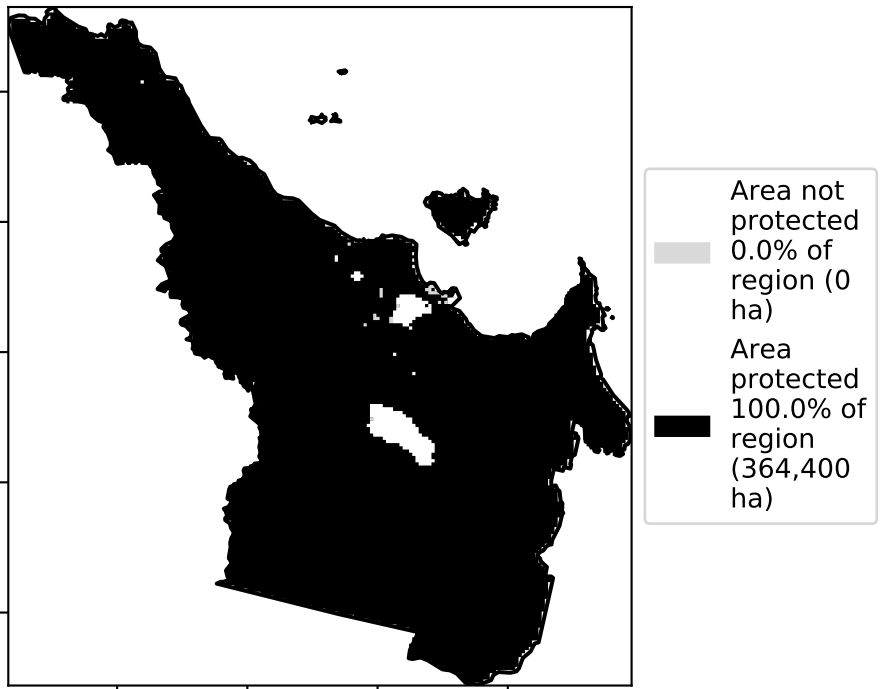 Area not
protected
0.0% of
region (0
ha)
Area
protected
100.0% of
region
(364,400
ha)